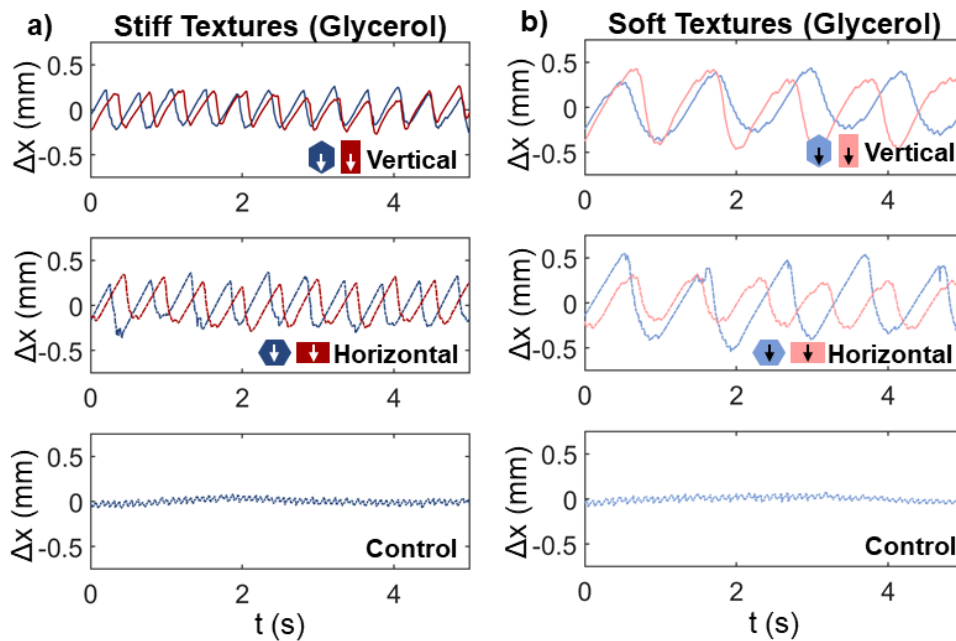 a) Stiff Textures (Glycerol)
Δx (mm)
0.5
0
-0.5
Vertical
0 2 4
Δx (mm)
0.5
0
-0.5
Horizontal
0 2 4
Δx (mm)
0.5
0
-0.5
Control
0 2 4
t (s)
b) Soft Textures (Glycerol)
Δx (mm)
0.5
0
-0.5
Vertical
0 2 4
Δx (mm)
0.5
0
-0.5
Horizontal
0 2 4
Δx (mm)
0.5
0
-0.5
Control
0 2 4
t (s)